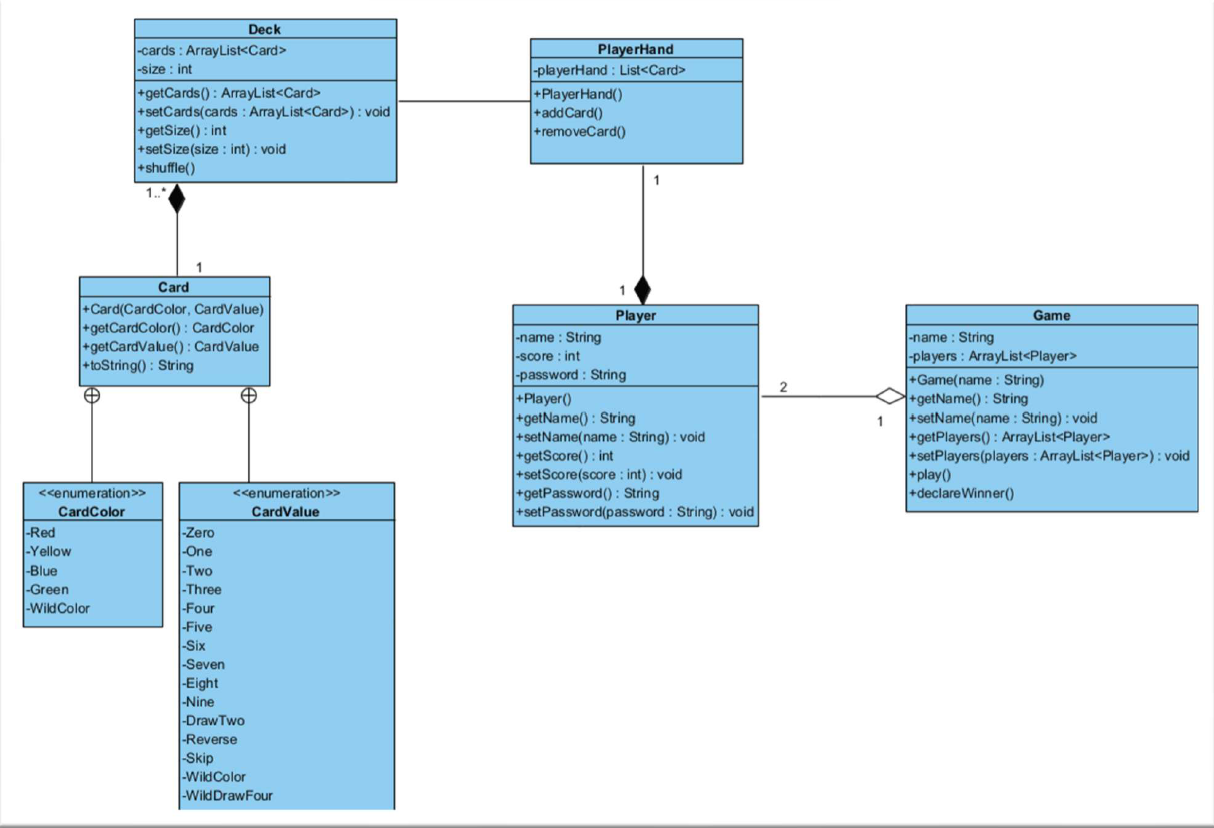 Deck
-cards : ArrayList<Card>
-size : int
+getCards() : ArrayList<Card>
+setCards(cards : ArrayList<Card>) : void
+getSize() : int
+setSize(size : int) : void
+shuffle()
PlayerHand
-playerHand : List<Card>
+PlayerHand()
+addCard()
+removeCard()
1..*
1
1
1
Card
+Card(CardColor, CardValue)
+getCardColor() : CardColor
+getCardValue() : CardValue
+toString() : String
Player
-name : String
-score : int
-password : String
+Player()
+getName() : String
+setName(name : String) : void
+getScore() : int
+setScore(score : int) : void
+getPassword() : String
+setPassword(password : String) : void
2
1
Game
-name : String
-players : ArrayList<Player>
+Game(name : String)
+getName() : String
+setName(name : String) : void
+getPlayers() : ArrayList<Player>
+setPlayers(players : ArrayList<Player>) : void
+play()
+declareWinner()
<<enumeration>>
CardColor
-Red
-Yellow
-Blue
-Green
-WildColor
<<enumeration>>
CardValue
-Zero
-One
-Two
-Three
-Four
-Five
-Six
-Seven
-Eight
-Nine
-DrawTwo
-Reverse
-Skip
-WildColor
-WildDrawFour